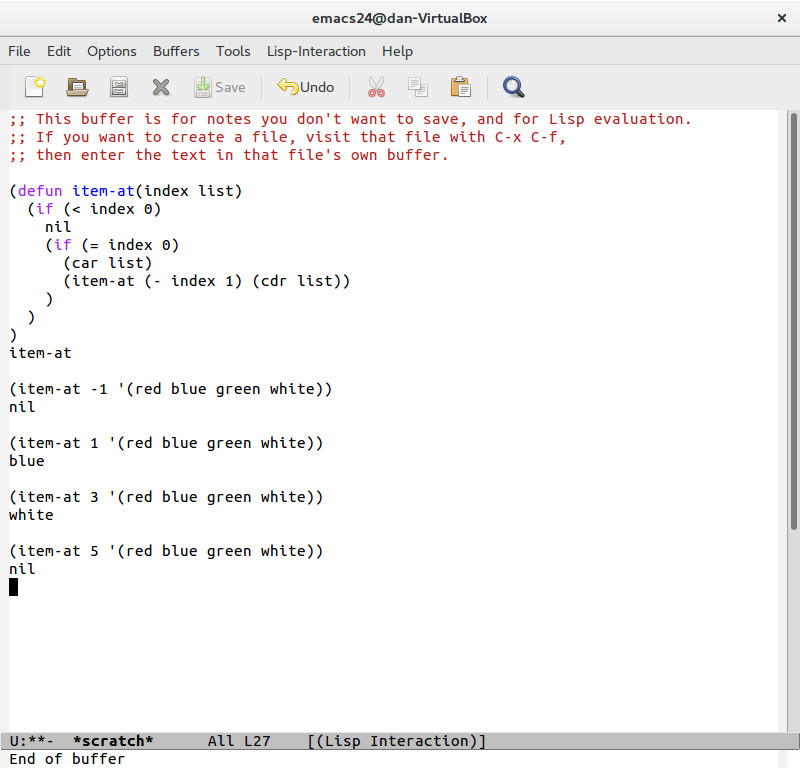 emacs24@dan-VirtualBox
File Edit Options Buffers Tools Lisp-Interaction Help
Save Undo
;; This buffer is for notes you don't want to save, and for Lisp evaluation.
;; If you want to create a file, visit that file with C-x C-f,
;; then enter the text in that file's own buffer.

(defun item-at(index list)
  (if (< index 0)
    nil
    (if (= index 0)
      (car list)
      (item-at (- index 1) (cdr list))
    )
  )
)
item-at

(item-at -1 '(red blue green white))
nil

(item-at 1 '(red blue green white))
blue

(item-at 3 '(red blue green white))
white

(item-at 5 '(red blue green white))
nil

U:**-  *scratch*      All L27    [(Lisp Interaction)]
End of buffer